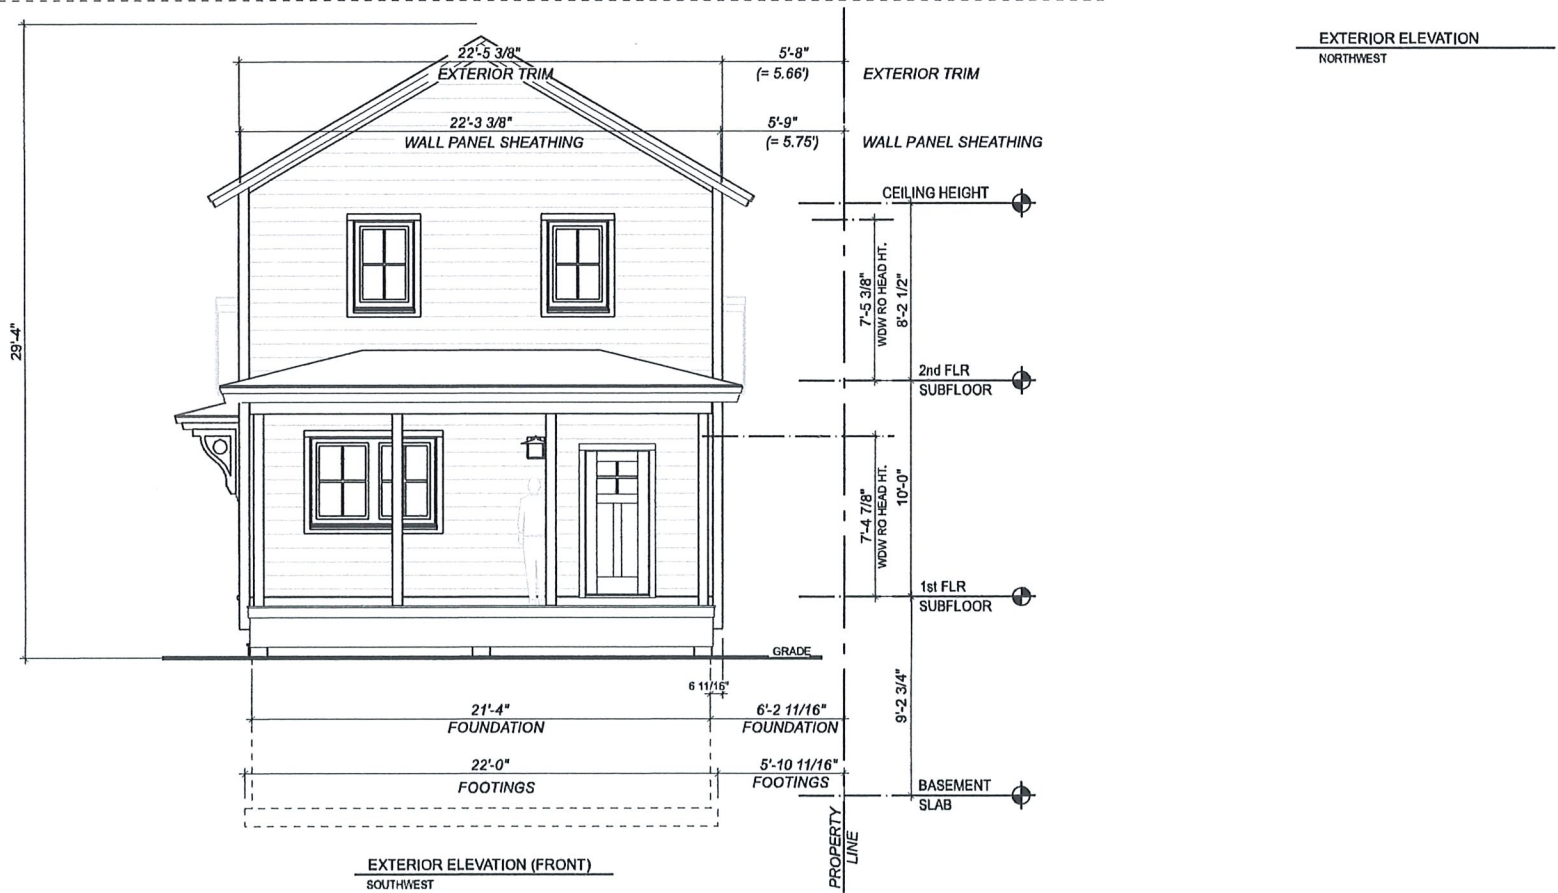 EXTERIOR ELEVATION
NORTHWEST
22'-5 3/8"
EXTERIOR TRIM
5'-8"
(= 5.66')
EXTERIOR TRIM
22'-3 3/8"
WALL PANEL SHEATHING
5'-9"
(= 5.75')
WALL PANEL SHEATHING
CEILING HEIGHT
7'-5 3/8"
WDW RO HEAD HT.
8'-2 1/2"
29'-4"
2nd FLR
SUBFLOOR
7'-4 7/8"
WDW RO HEAD HT.
10'-0"
1st FLR
SUBFLOOR
GRADE
6 11/16"
21'-4"
FOUNDATION
6'-2 11/16"
FOUNDATION
9'-2 3/4"
22'-0"
FOOTINGS
5'-10 11/16"
FOOTINGS
BASEMENT
SLAB
PROPERTY
LINE
EXTERIOR ELEVATION (FRONT)
SOUTHWEST